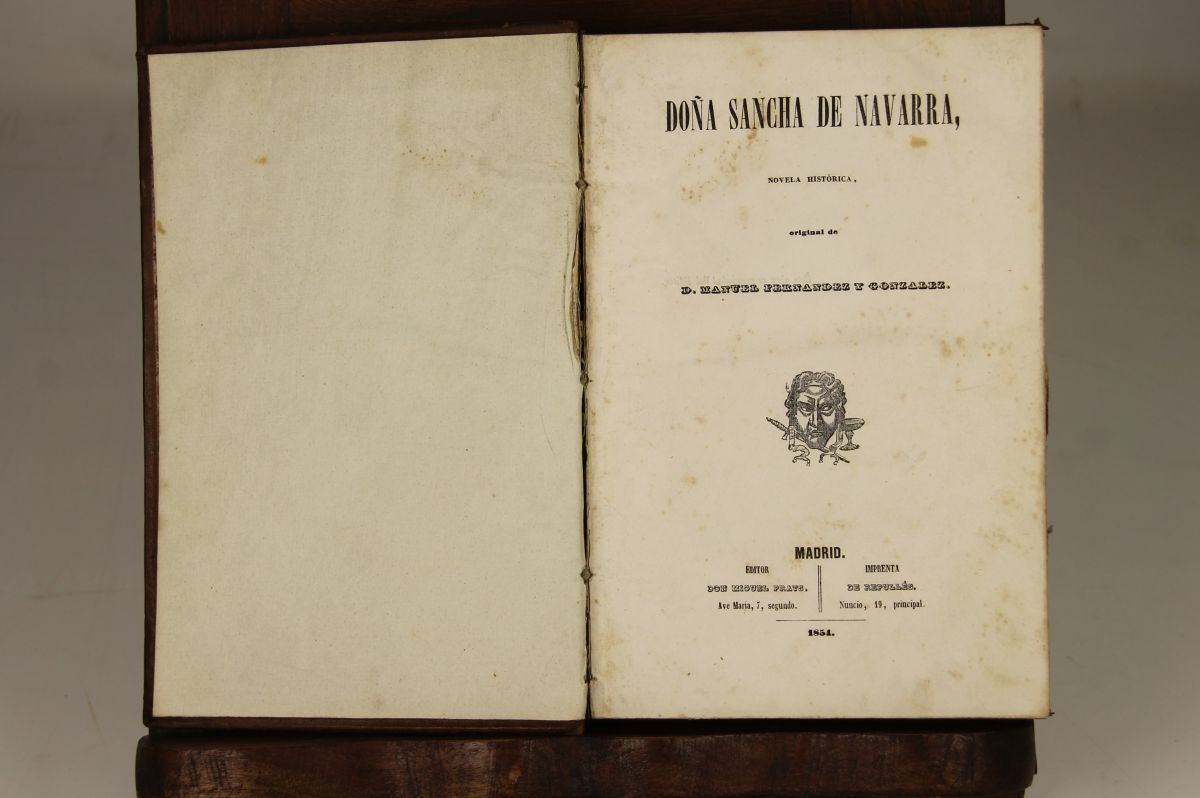 DOÑA SANCHA DE NAVARRA,
NOVELA HISTÓRICA,
original de
D. MANUEL FERNANDEZ Y GONZALEZ.
MADRID.
EDITOR
DON MIGUEL PRATS.
Ave Maria, 7, segundo.
IMPRENTA
DE REPULLÉS.
Nuncio, 19, principal.
1854.